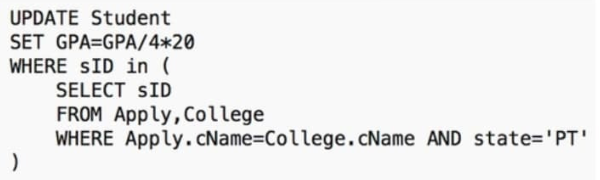 UPDATE Student
SET GPA=GPA/4*20
WHERE sID in (
    SELECT sID
    FROM Apply,College
    WHERE Apply.cName=College.cName AND state='PT'
)